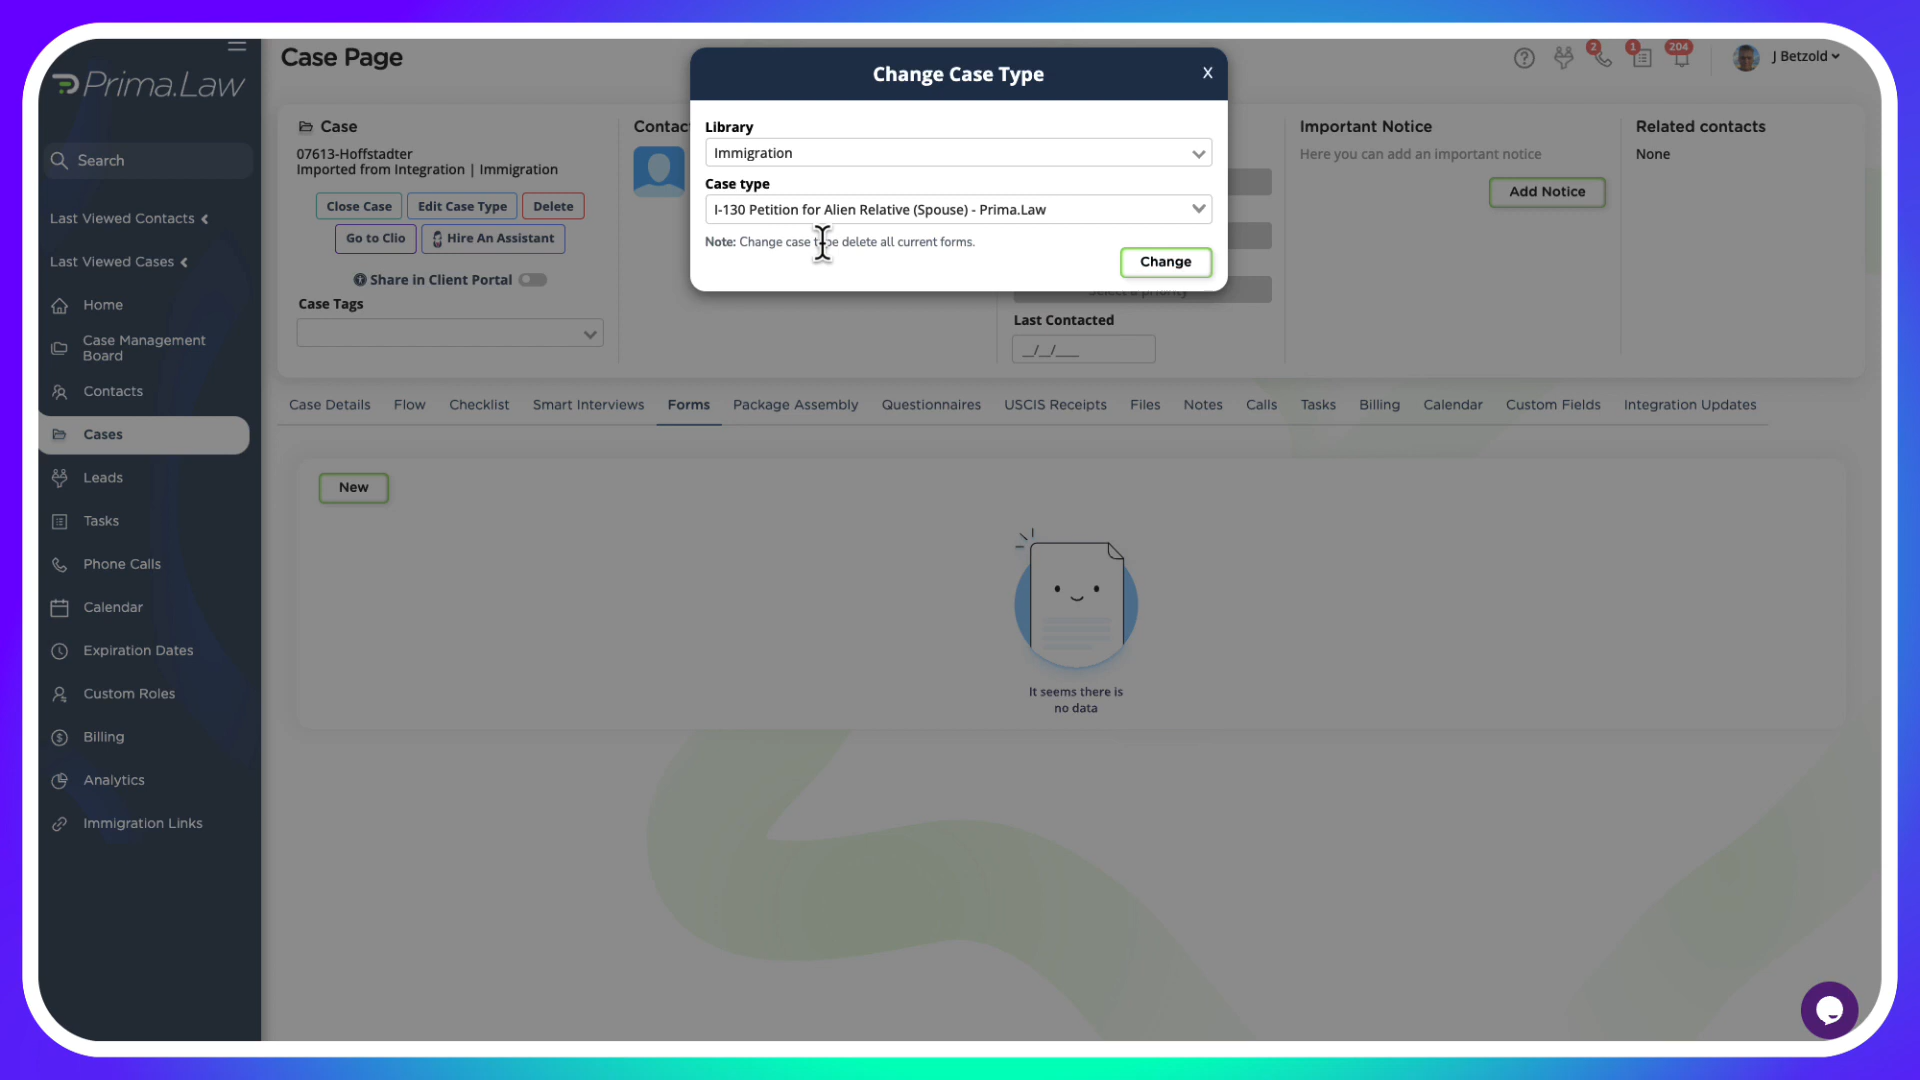 Prima.Law
Search
Last Viewed Contacts
Last Viewed Cases
Home
Case Management
Board
Contacts
Cases
Leads
Tasks
Phone Calls
Calendar
Expiration Dates
Custom Roles
Billing
Analytics
Immigration Links
Case Page
2
1
204
J Betzold
Case
07613-Hoffstadter
Imported from Integration | Immigration
Close Case
Edit Case Type
Delete
Go to Clio
Hire An Assistant
Share in Client Portal
Case Tags
Change Case Type
X
Library
Immigration
Case type
I-130 Petition for Alien Relative (Spouse) - Prima.Law
Note: Change case type delete all current forms.
Change
Last Contacted
__/__/____
Important Notice
Here you can add an important notice
Add Notice
Related contacts
None
Case Details
Flow
Checklist
Smart Interviews
Forms
Package Assembly
Questionnaires
USCIS Receipts
Files
Notes
Calls
Tasks
Billing
Calendar
Custom Fields
Integration Updates
New
It seems there is
no data